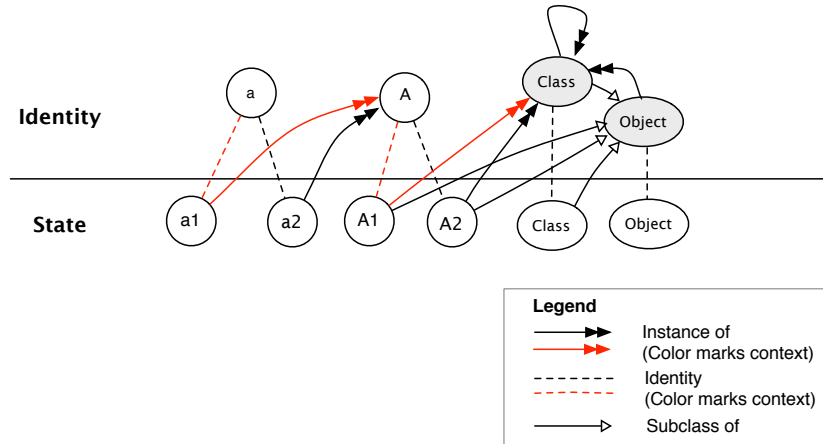 Identity
a
A
Class
Object
State
a1
a2
A1
A2
Class
Object
Legend
Instance of
(Color marks context)
Identity
(Color marks context)
Subclass of